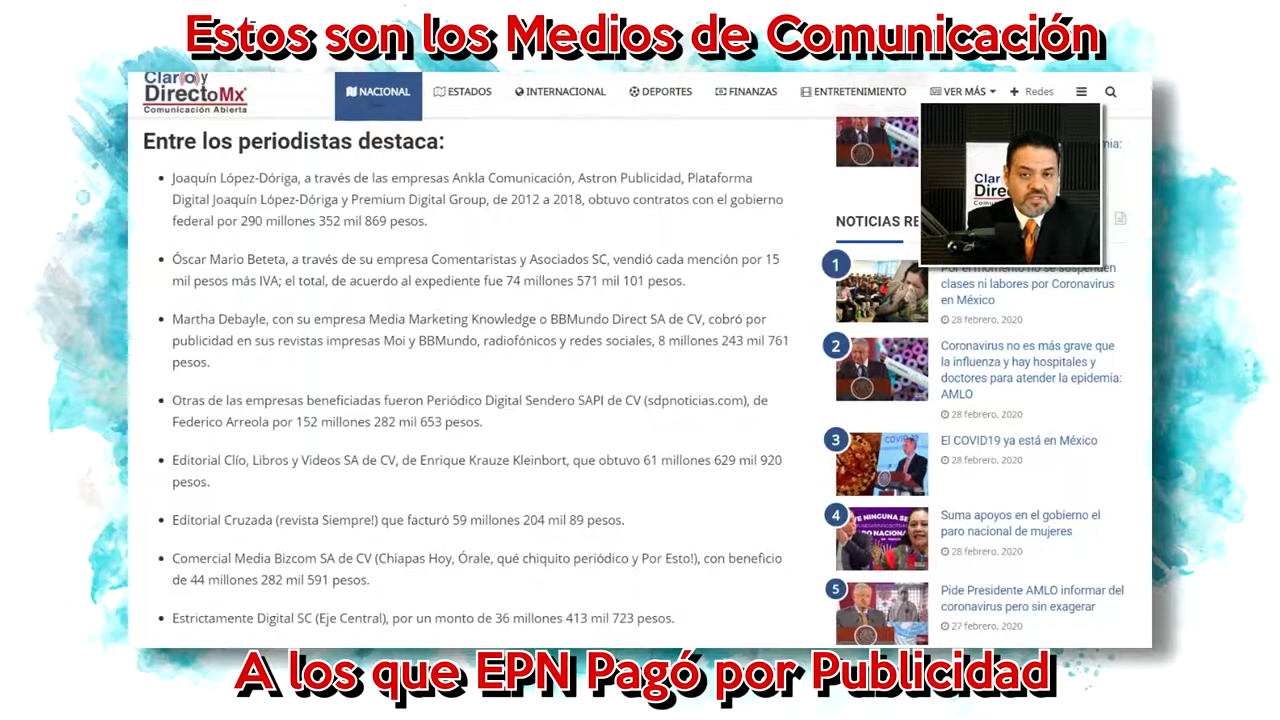 Estos son los Medios de Comunicación
Claro y
DirectoMx
Comunicación Abierta
NACIONAL
ESTADOS
INTERNACIONAL
DEPORTES
FINANZAS
ENTRETENIMIENTO
VER MÁS
Redes
Entre los periodistas destaca:
Joaquín López-Dóriga, a través de las empresas Ankla Comunicación, Astron Publicidad, Plataforma
Digital Joaquín López-Dóriga y Premium Digital Group, de 2012 a 2018, obtuvo contratos con el gobierno
federal por 290 millones 352 mil 869 pesos.
Óscar Mario Beteta, a través de su empresa Comentaristas y Asociados SC, vendió cada mención por 15
mil pesos más IVA; el total, de acuerdo al expediente fue 74 millones 571 mil 101 pesos.
Martha Debayle, con su empresa Media Marketing Knowledge o BBMundo Direct SA de CV, cobró por
publicidad en sus revistas impresas Moi y BBMundo, radiofónicos y redes sociales, 8 millones 243 mil 761
pesos.
Otras de las empresas beneficiadas fueron Periódico Digital Sendero SAPI de CV (sdpnoticias.com), de
Federico Arreola por 152 millones 282 mil 653 pesos.
Editorial Clío, Libros y Videos SA de CV, de Enrique Krauze Kleinbort, que obtuvo 61 millones 629 mil 920
pesos.
Editorial Cruzada (revista Siempre!) que facturó 59 millones 204 mil 89 pesos.
Comercial Media Bizcom SA de CV (Chiapas Hoy, Órale, qué chiquito periódico y Por Esto!), con beneficio
de 44 millones 282 mil 591 pesos.
Estrictamente Digital SC (Eje Central), por un monto de 36 millones 413 mil 723 pesos.
NOTICIAS RE
1
Por el momento no se suspenden
clases ni labores por Coronavirus
en México
28 febrero, 2020
2
Coronavirus no es más grave que
la influenza y hay hospitales y
doctores para atender la epidemia:
AMLO
28 febrero, 2020
3
El COVID19 ya está en México
28 febrero, 2020
4
Suma apoyos en el gobierno el
paro nacional de mujeres
28 febrero, 2020
5
Pide Presidente AMLO informar del
coronavirus pero sin exagerar
27 febrero, 2020
A los que EPN Pagó por Publicidad